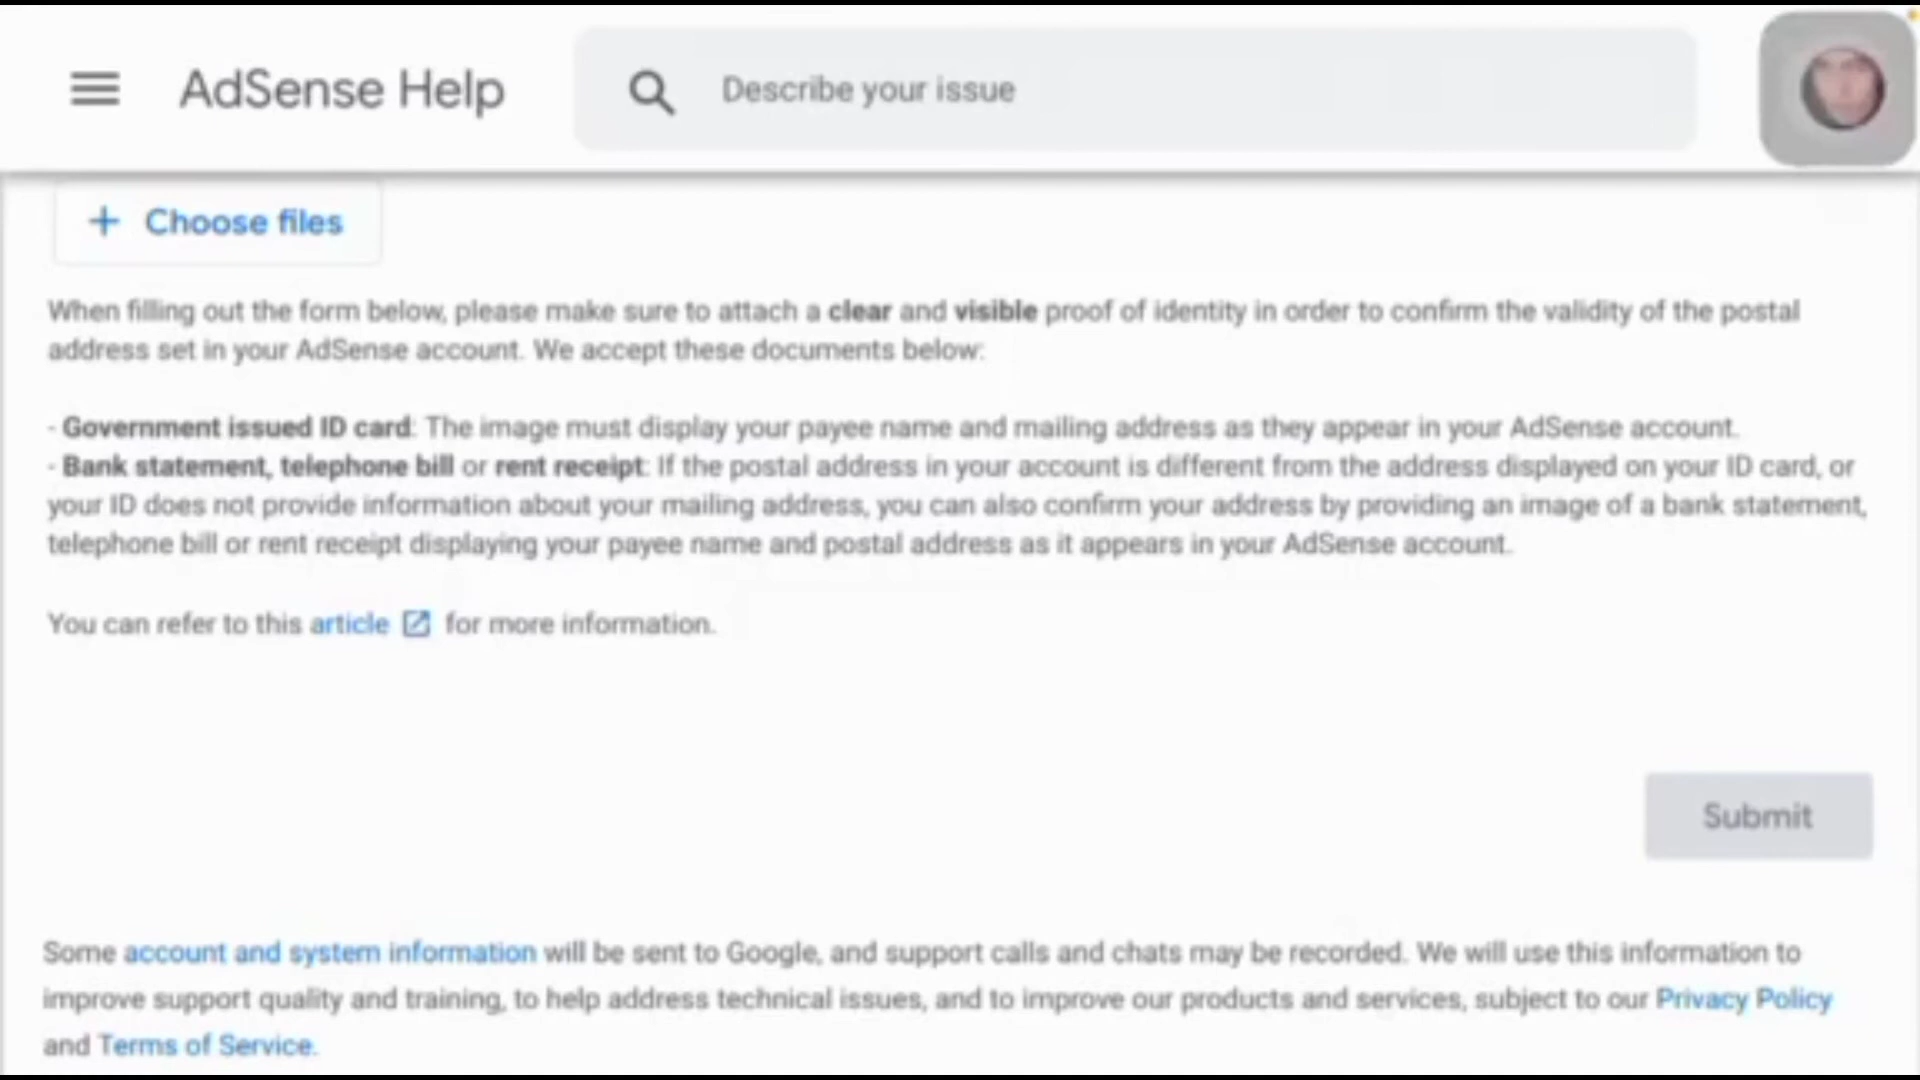 AdSense Help
Describe your issue
+ Choose files
When filling out the form below, please make sure to attach a clear and visible proof of identity in order to confirm the validity of the postal
address set in your AdSense account. We accept these documents below:
- Government issued ID card: The image must display your payee name and mailing address as they appear in your AdSense account.
- Bank statement, telephone bill or rent receipt: If the postal address in your account is different from the address displayed on your ID card, or
your ID does not provide information about your mailing address, you can also confirm your address by providing an image of a bank statement,
telephone bill or rent receipt displaying your payee name and postal address as it appears in your AdSense account.
You can refer to this article for more information.
Submit
Some account and system information will be sent to Google, and support calls and chats may be recorded. We will use this information to
improve support quality and training, to help address technical issues, and to improve our products and services, subject to our Privacy Policy
and Terms of Service.